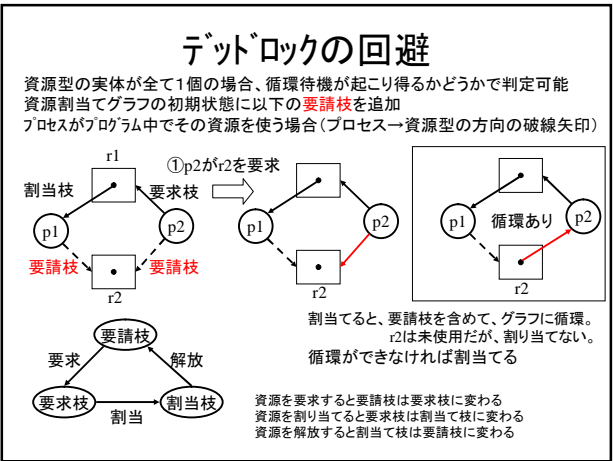 デッドロックの回避
資源型の実体が全て1個の場合、循環待機が起こり得るかどうかで判定可能
資源割当てグラフの初期状態に以下の要請枝を追加
プロセスがプログラム中でその資源を使う場合(プロセス→資源型の方向の破線矢印)
r1
①p2がr2を要求
割当枝
要求枝
p1
p2
要請枝
要請枝
r2
p1
p2
r2
p1
循環あり
p2
r2
割当てると、要請枝を含めて、グラフに循環。
r2は未使用だが、割り当てない。
循環ができなければ割当てる
要請枝
要求
解放
要求枝
割当枝
割当
資源を要求すると要請枝は要求枝に変わる
資源を割り当てると要求枝は割当て枝に変わる
資源を解放すると割当て枝は要請枝に変わる